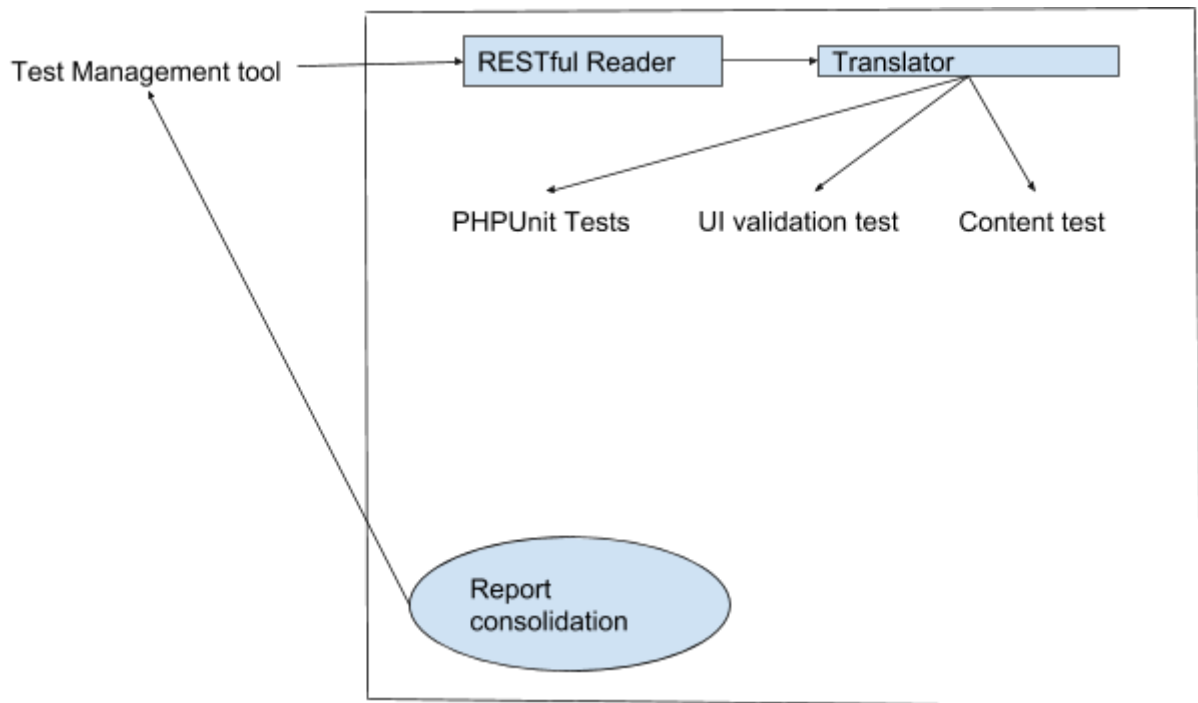 RESTful Reader
Translator
Test Management tool
PHPUnit Tests
UI validation test
Content test
Report
consolidation